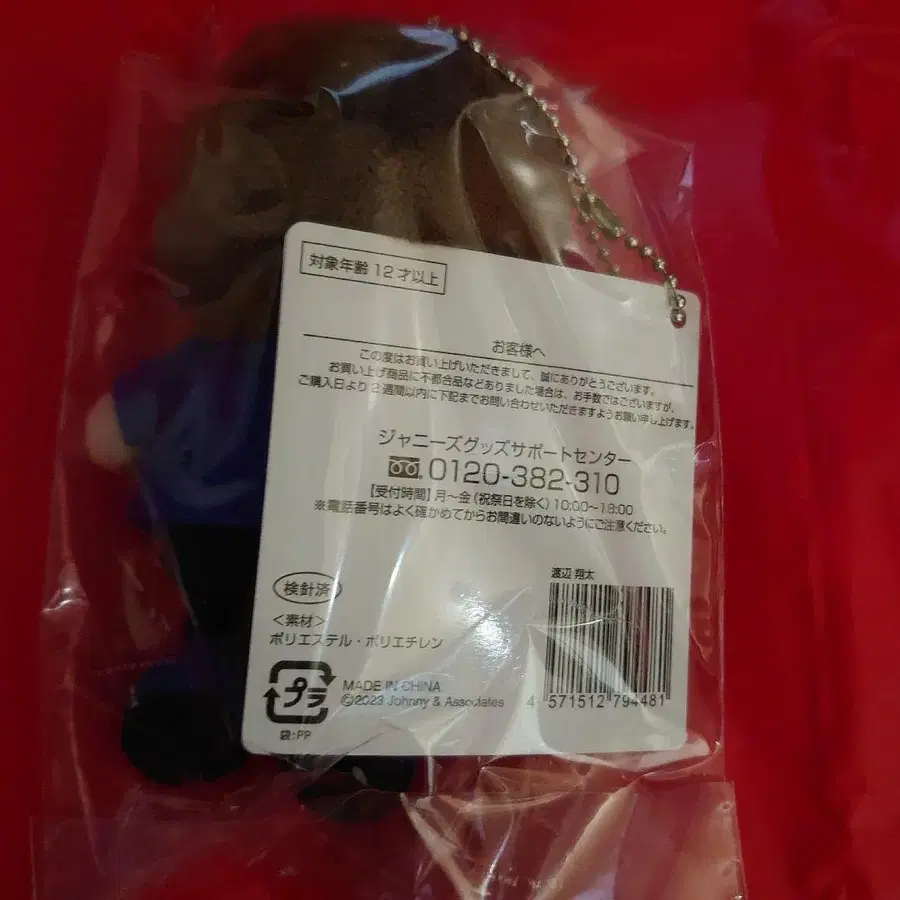 対象年齢 12才以上
お客様へ
この度はお買い上げいただきまして、誠にありがとうございます。
お買い上げ商品に不都合品などありました場合は、お手数ではございますが、
ご購入日より2週間以内に下記までお問い合わせいただきますようお願い申し上げます。
ジャニーズグッズサポートセンター
0120-382-310
【受付時間】月~金(祝祭日を除く)10:00~18:00
※電話番号はよく確かめてからお間違いのないようにご注意ください。
渡辺 翔太
検針済
<素材>
ポリエステル・ポリエチレン
プラ
袋:PP
MADE IN CHINA
©2023 Johnny & Associates
4 571512 794481